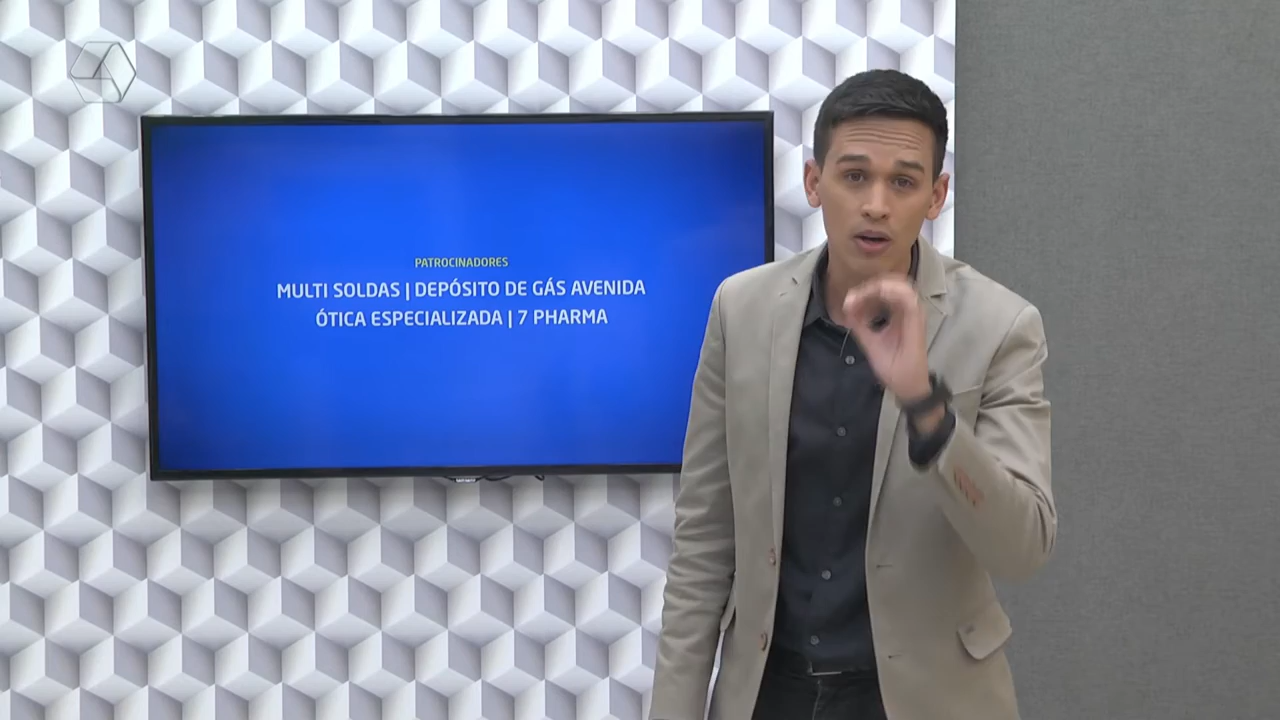 PATROCINADORES
MULTI SOLDAS | DEPÓSITO DE GÁS AVENIDA
ÓTICA ESPECIALIZADA | 7 PHARMA